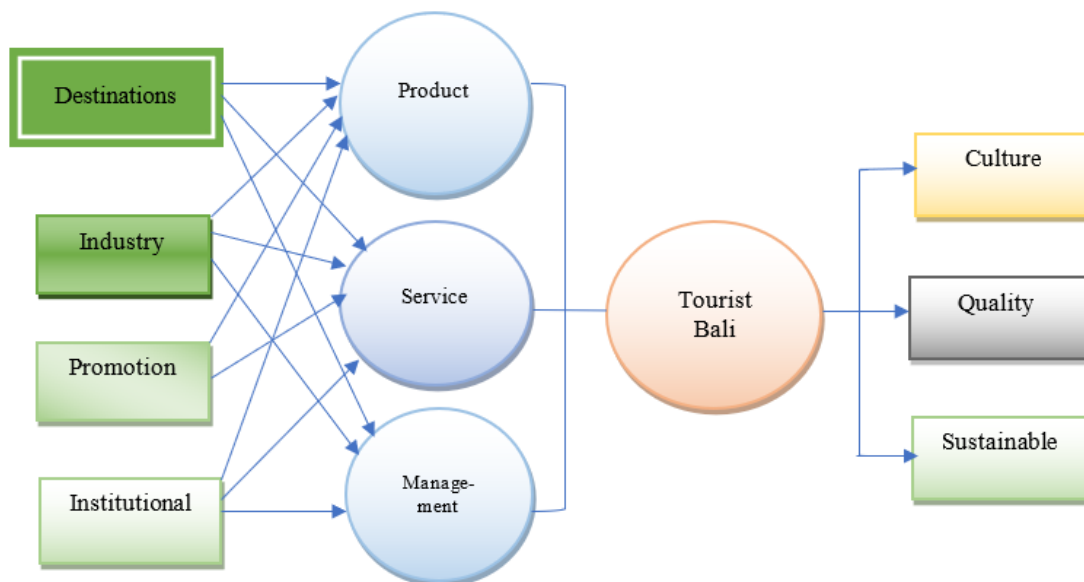 Destinations
Industry
Promotion
Institutional
Product
Service
Manage-
ment
Tourist
Bali
Culture
Quality
Sustainable